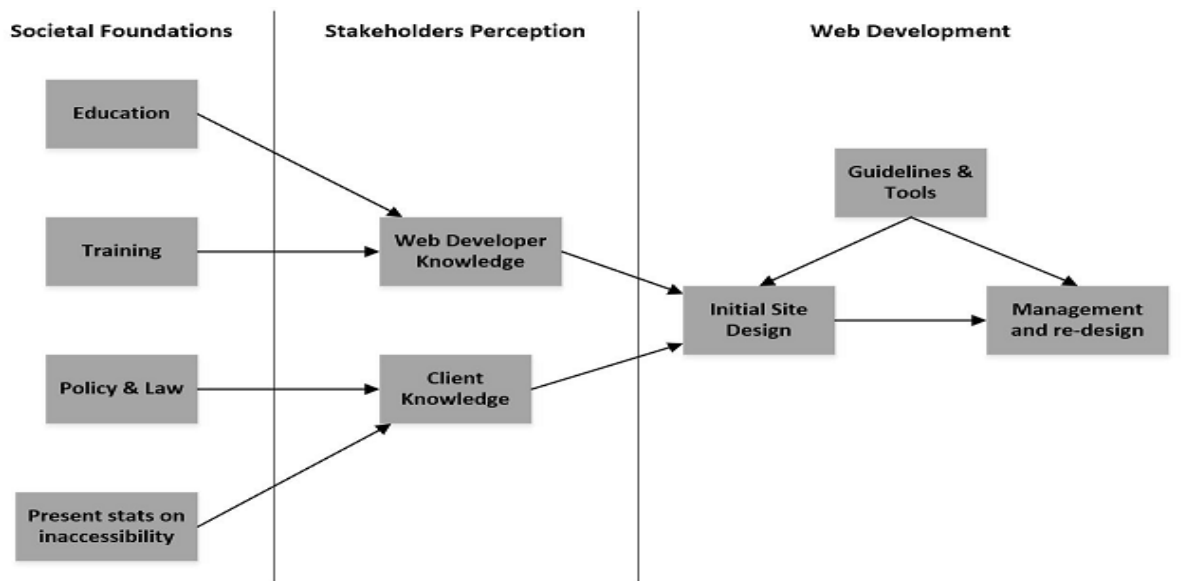 Societal Foundations
Stakeholders Perception
Web Development
Education
Training
Policy & Law
Present stats on
inaccessibility
Web Developer
Knowledge
Client
Knowledge
Guidelines &
Tools
Initial Site
Design
Management
and re-design